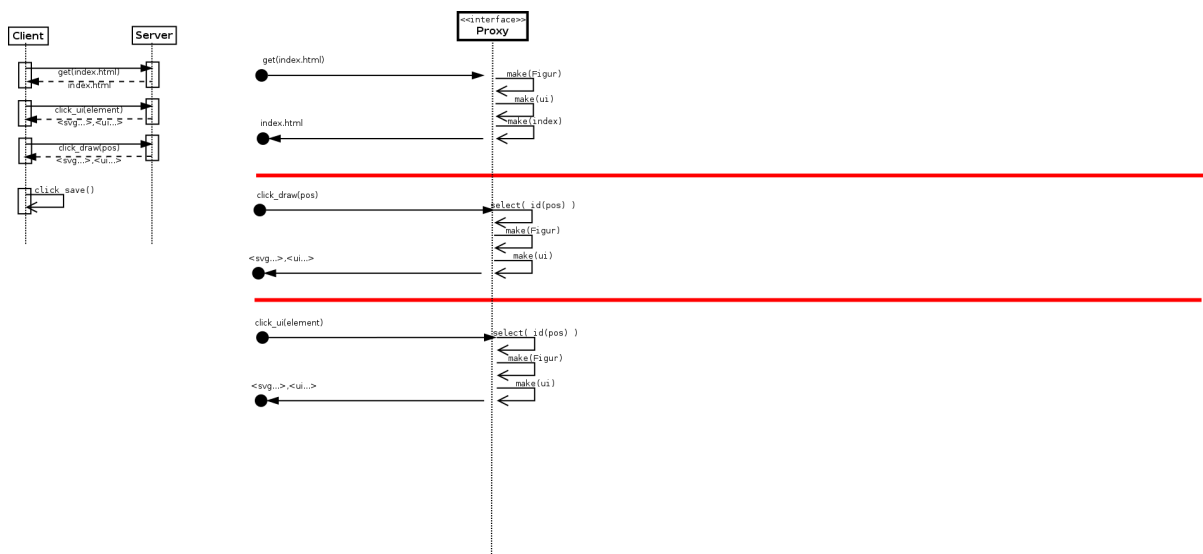 Client
Server
get(index.html)
index.html
click_ui(element)
<svg...>,<ui...>
click_draw(pos)
<svg...>,<ui...>
click_save()
<<interface>>
Proxy
get(index.html)
make(Figur)
make(ui)
make(index)
index.html
click_draw(pos)
select( id(pos) )
make(Figur)
make(ui)
<svg...>,<ui...>
click_ui(element)
select( id(pos) )
make(Figur)
make(ui)
<svg...>,<ui...>